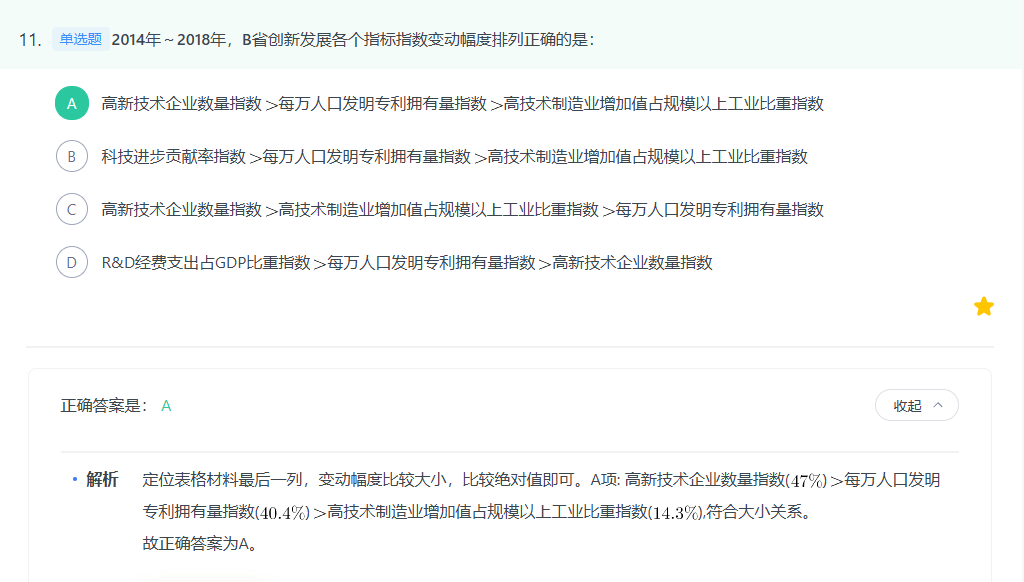 11. 单选题 2014年～2018年，B省创新发展各个指标指数变动幅度排列正确的是：
A 高新技术企业数量指数＞每万人口发明专利拥有量指数＞高技术制造业增加值占规模以上工业比重指数
B 科技进步贡献率指数＞每万人口发明专利拥有量指数＞高技术制造业增加值占规模以上工业比重指数
C 高新技术企业数量指数＞高技术制造业增加值占规模以上工业比重指数＞每万人口发明专利拥有量指数
D R&D经费支出占GDP比重指数＞每万人口发明专利拥有量指数＞高新技术企业数量指数
正确答案是： A 收起
解析 定位表格材料最后一列，变动幅度比较大小，比较绝对值即可。A项: 高新技术企业数量指数(47%)＞每万人口发明
专利拥有量指数(40.4%)＞高技术制造业增加值占规模以上工业比重指数(14.3%),符合大小关系。
故正确答案为A。